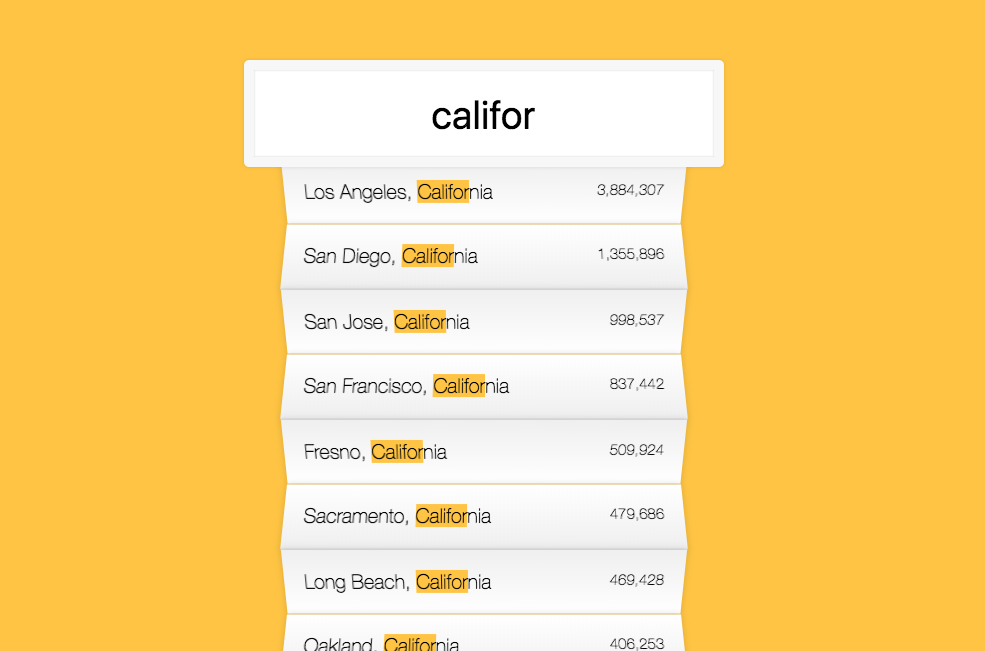 califor
Los Angeles, California 3,884,307
San Diego, California 1,355,896
San Jose, California 998,537
San Francisco, California 837,442
Fresno, California 509,924
Sacramento, California 479,686
Long Beach, California 469,428
Oakland, California 406,253